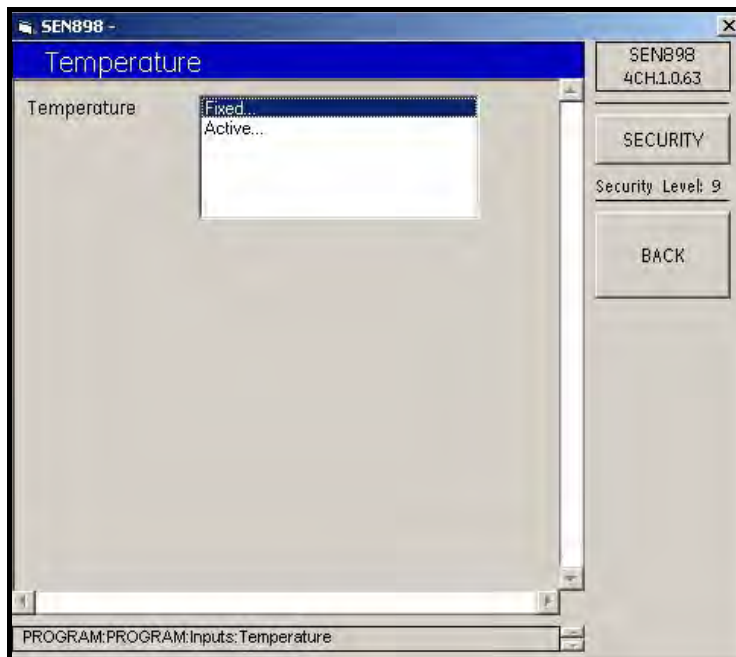 SEN898 -
Temperature
SEN898
4CH.1.0.63
Temperature
Fixed...
Active...
SECURITY
Security Level: 9
BACK
PROGRAM:PROGRAM:Inputs:Temperature